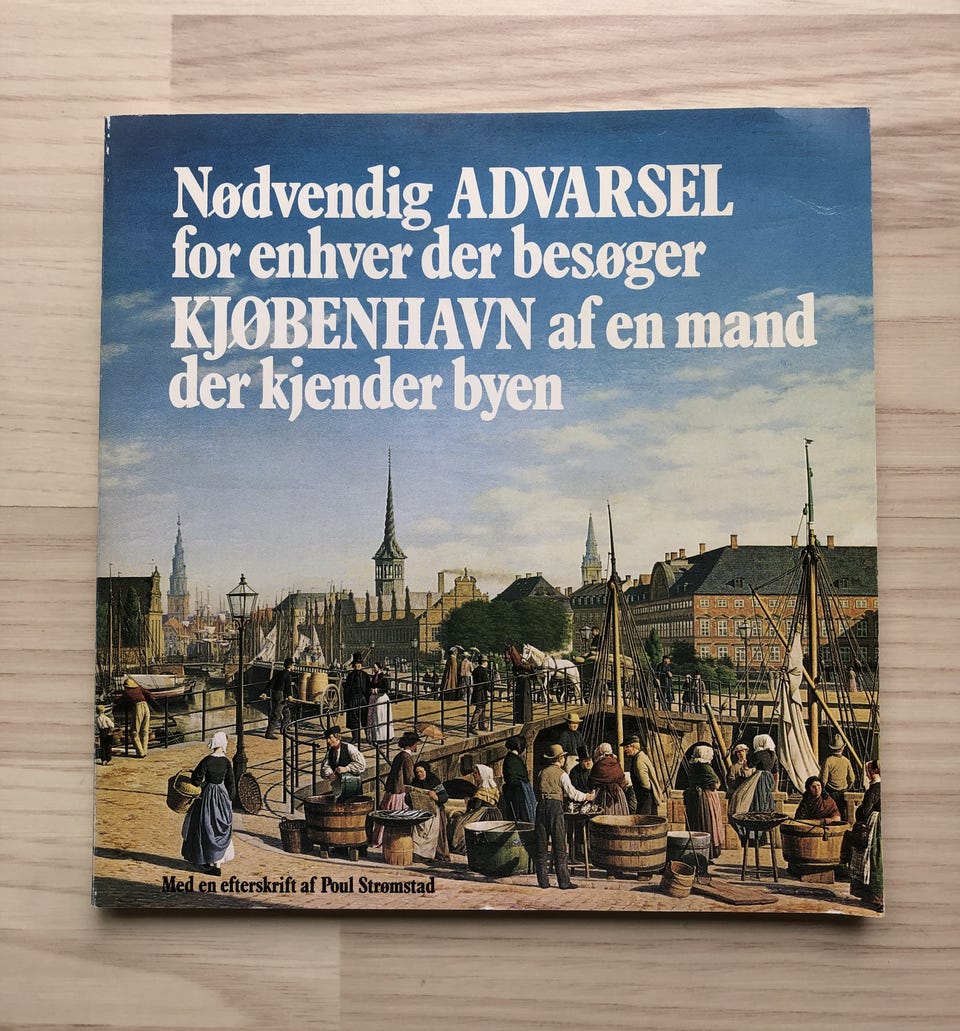 Nødvendig ADVARSEL
for enhver der besøger
KJØBENHAVN af en mand
der kjender byen
Med en efterskrift af Poul Strømstad